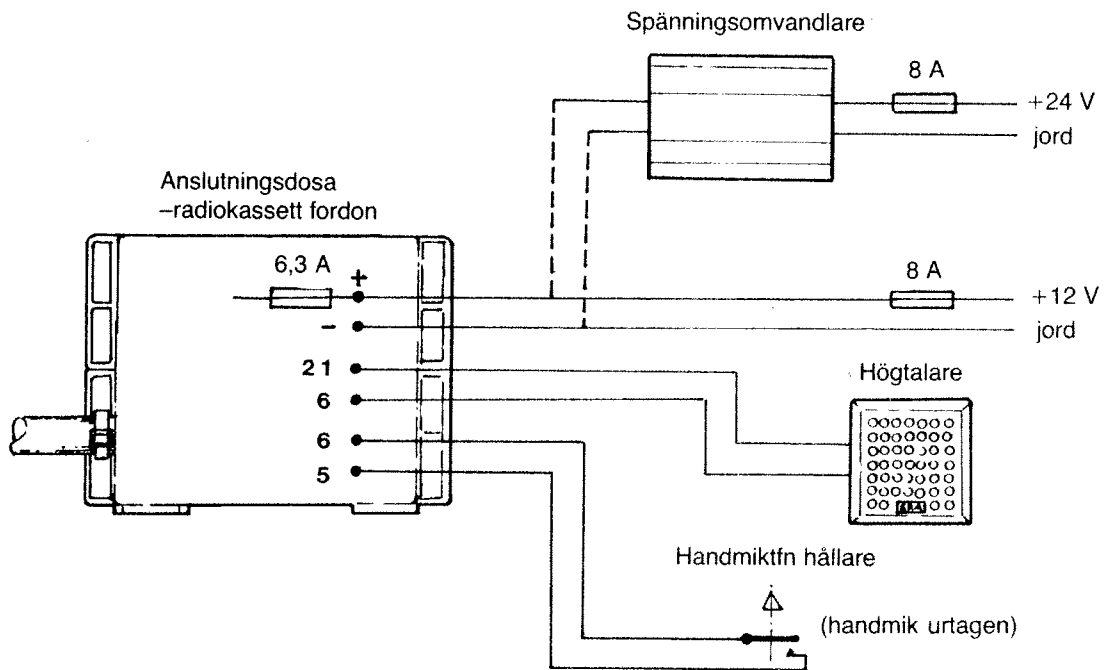 Spänningsomvandlare
8 A
+24 V
jord
Anslutningsdosa
–radiokassett fordon
6,3 A
+
8 A
+12 V
-
jord
21
Högtalare
6
6
5
Handmiktfn hållare
(handmik urtagen)